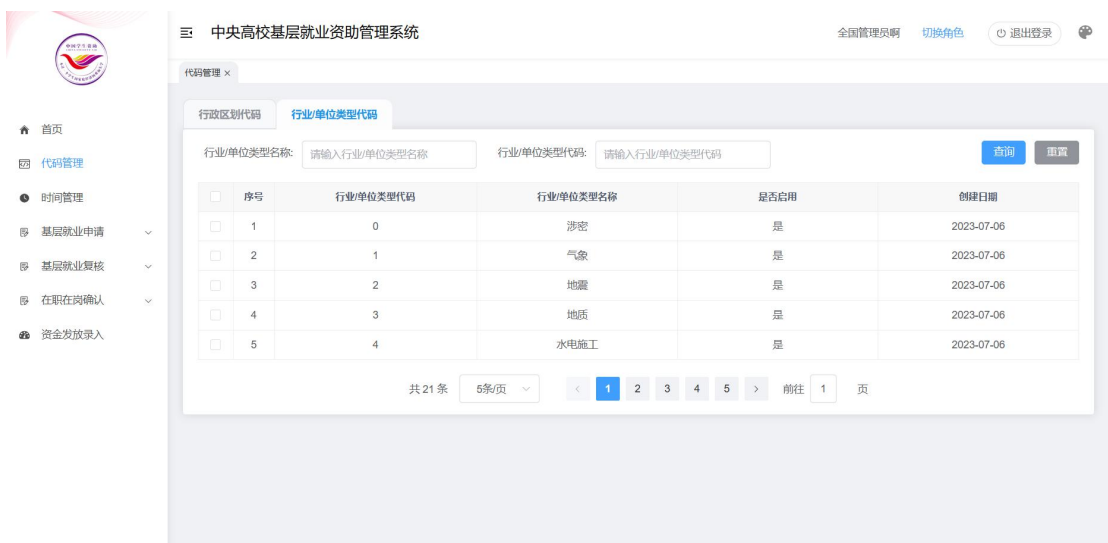 中央高校基层就业资助管理系统
全国管理员啊 切换角色 退出登录
代码管理 ×
首页
代码管理
时间管理
基层就业申请
基层就业复核
在职在岗确认
资金发放录入
行政区划代码 行业/单位类型代码
行业/单位类型名称: 请输入行业/单位类型名称 行业/单位类型代码: 请输入行业/单位类型代码 查询 重置
序号 行业/单位类型代码 行业/单位类型名称 是否启用 创建日期
1 0 涉密 是 2023-07-06
2 1 气象 是 2023-07-06
3 2 地震 是 2023-07-06
4 3 地质 是 2023-07-06
5 4 水电施工 是 2023-07-06
共 21 条 5条/页 < 1 2 3 4 5 > 前往 1 页